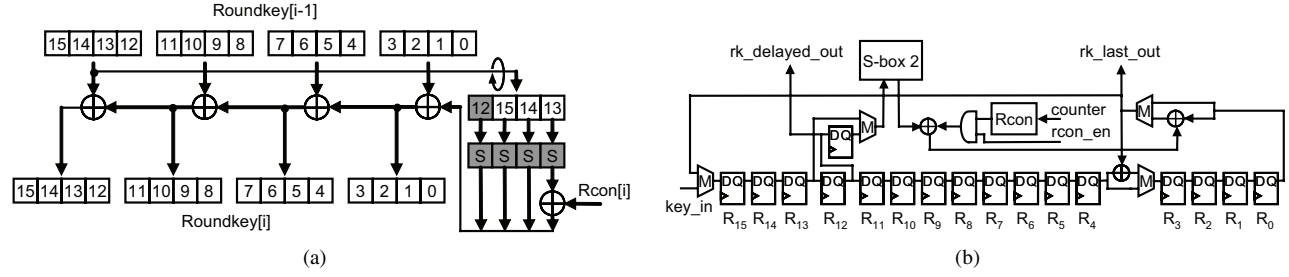 Roundkey[i-1]
15 14 13 12 11 10 9 8 7 6 5 4 3 2 1 0
12 15 14 13
S S S S
Rcon[i]
15 14 13 12 11 10 9 8 7 6 5 4 3 2 1 0
Roundkey[i]
(a)
rk_delayed_out
S-box 2
rk_last_out
M
Rcon
counter
rcon_en
M
DQ
M
key_in
DQ DQ DQ DQ DQ DQ DQ DQ DQ DQ DQ DQ
M
DQ DQ DQ DQ
R15 R14 R13 R12 R11 R10 R9 R8 R7 R6 R5 R4 R3 R2 R1 R0
(b)